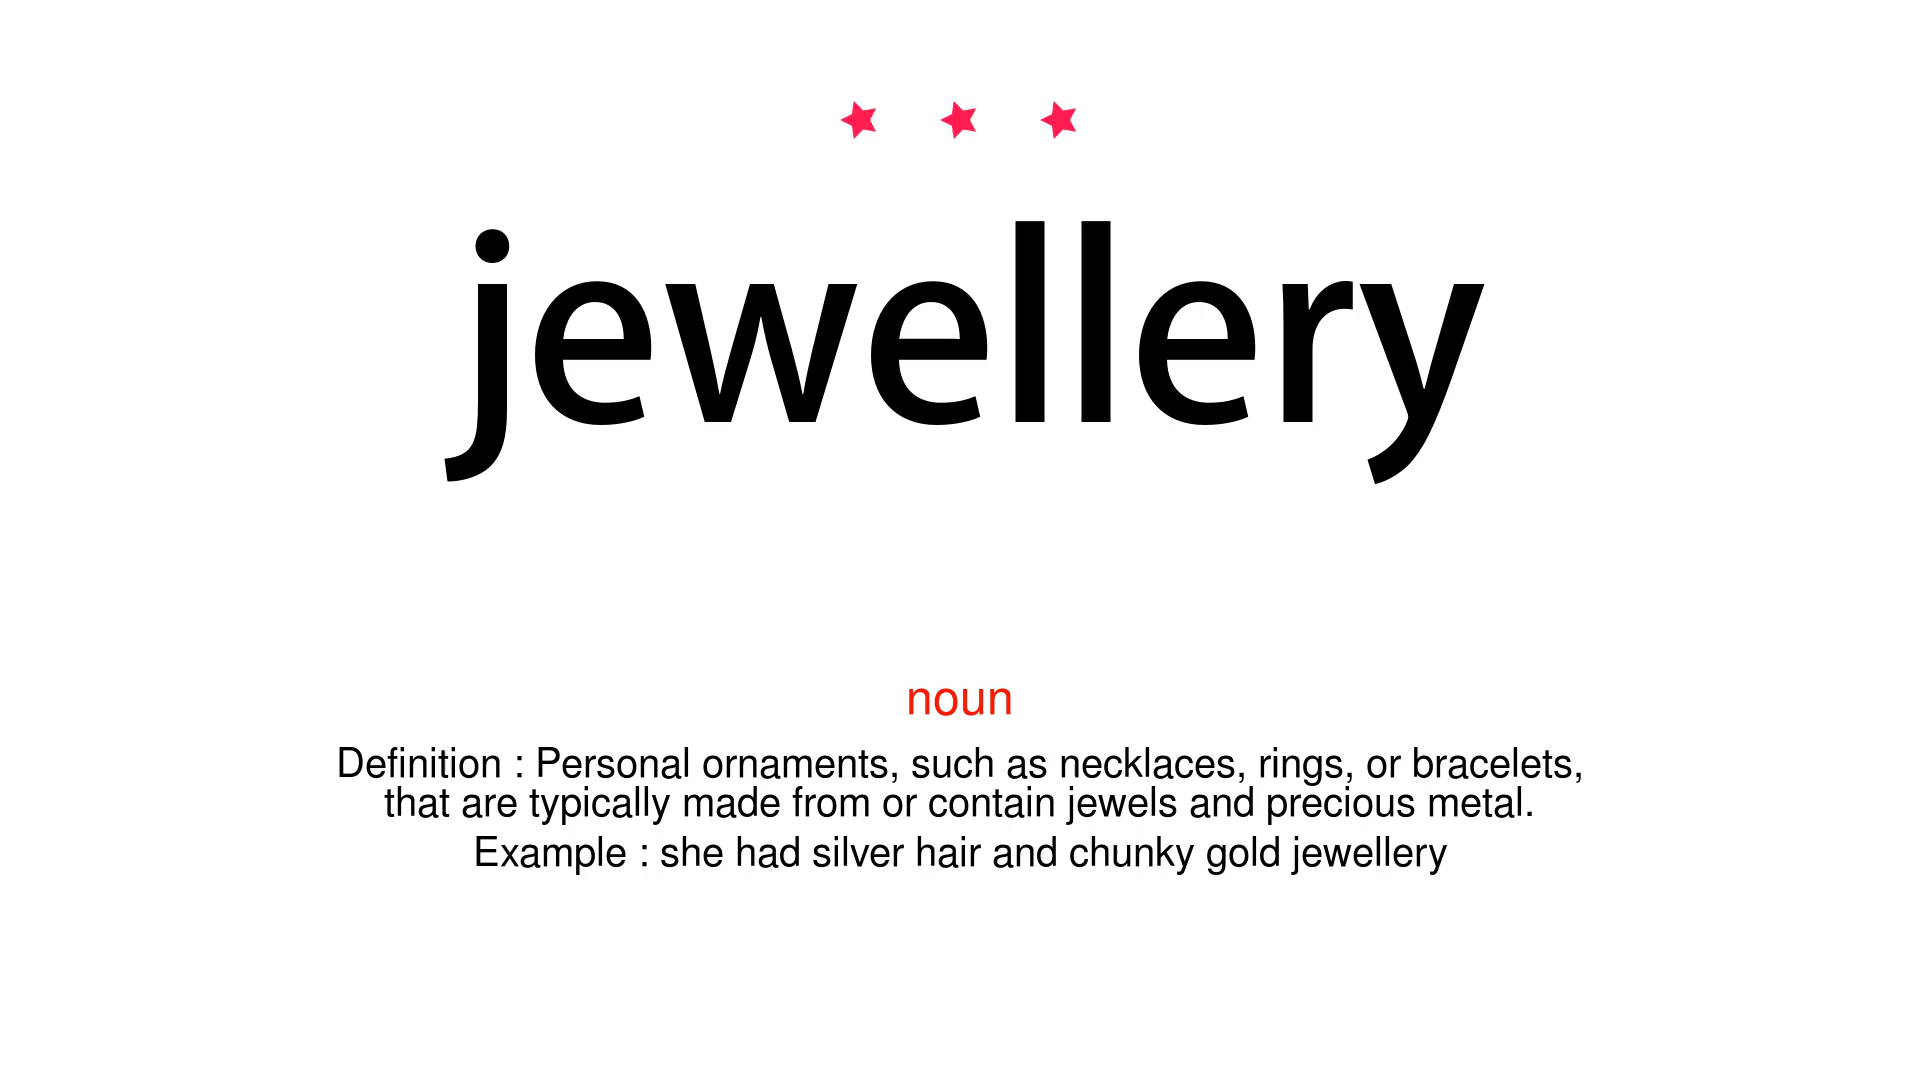 jewellery
noun
Definition : Personal ornaments, such as necklaces, rings, or bracelets,
that are typically made from or contain jewels and precious metal.
Example : she had silver hair and chunky gold jewellery